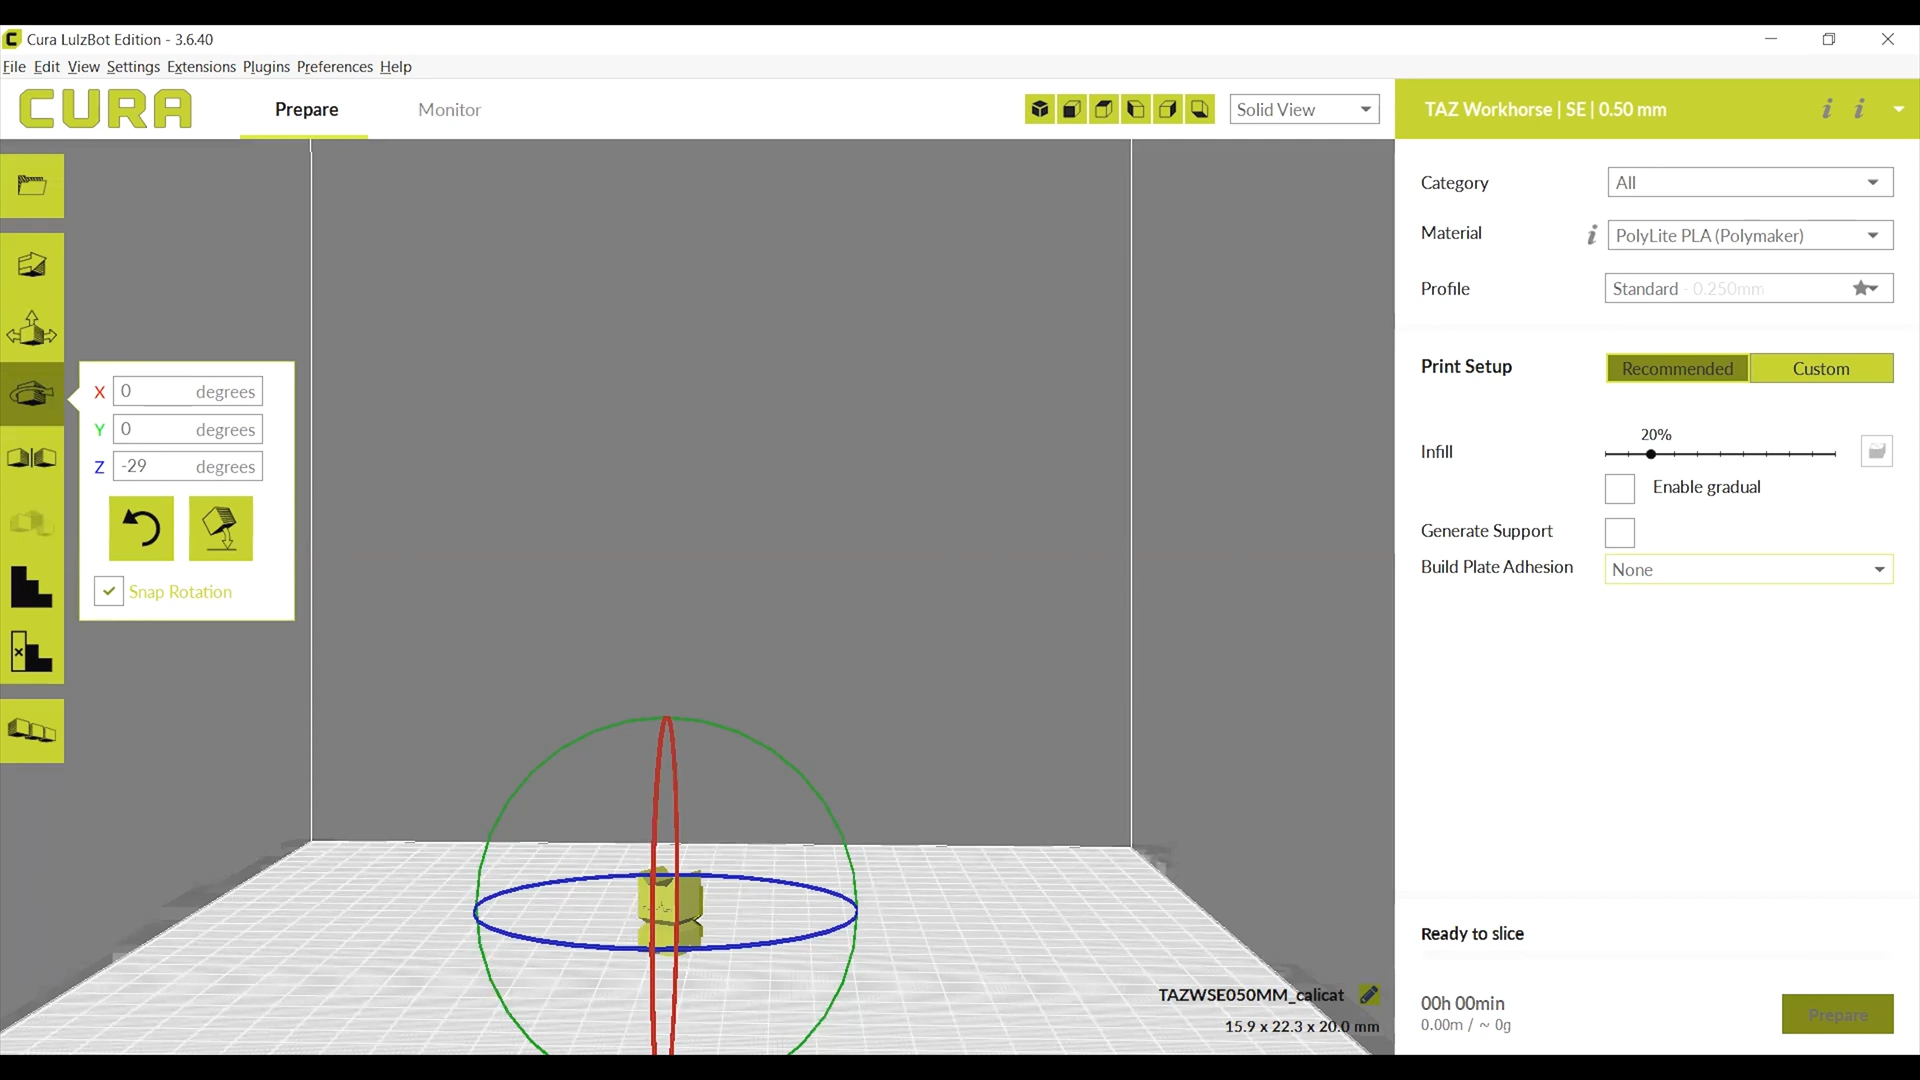 Cura LulzBot Edition - 3.6.40
File Edit View Settings Extensions Plugins Preferences Help
CURA
Prepare
Monitor
Solid View
TAZ Workhorse | SE | 0.50 mm
Category
All
Material
PolyLite PLA (Polymaker)
Profile
Standard - 0.250mm
Print Setup
Recommended
Custom
X 0 degrees
Y 0 degrees
Z -29 degrees
Snap Rotation
20%
Infill
Enable gradual
Generate Support
Build Plate Adhesion
None
Ready to slice
TAZWSE050MM_calicat
15.9 x 22.3 x 20.0 mm
00h 00min
0.00m / ~ 0g
Prepare